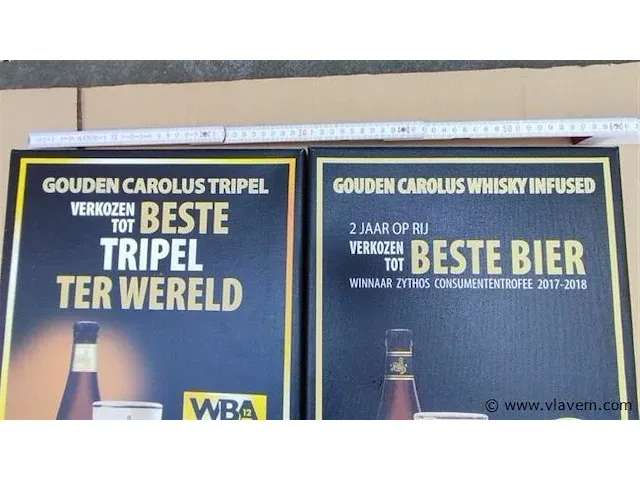 GOUDEN CAROLUS TRIPEL
VERKOZEN
TOT BESTE
TRIPEL
TER WERELD
WBA
12
GOUDEN CAROLUS WHISKY INFUSED
2 JAAR OP RIJ
VERKOZEN
TOT BESTE BIER
WINNAAR ZYTHOS CONSUMENTENTROFEE 2017-2018
© www.vlavem.com